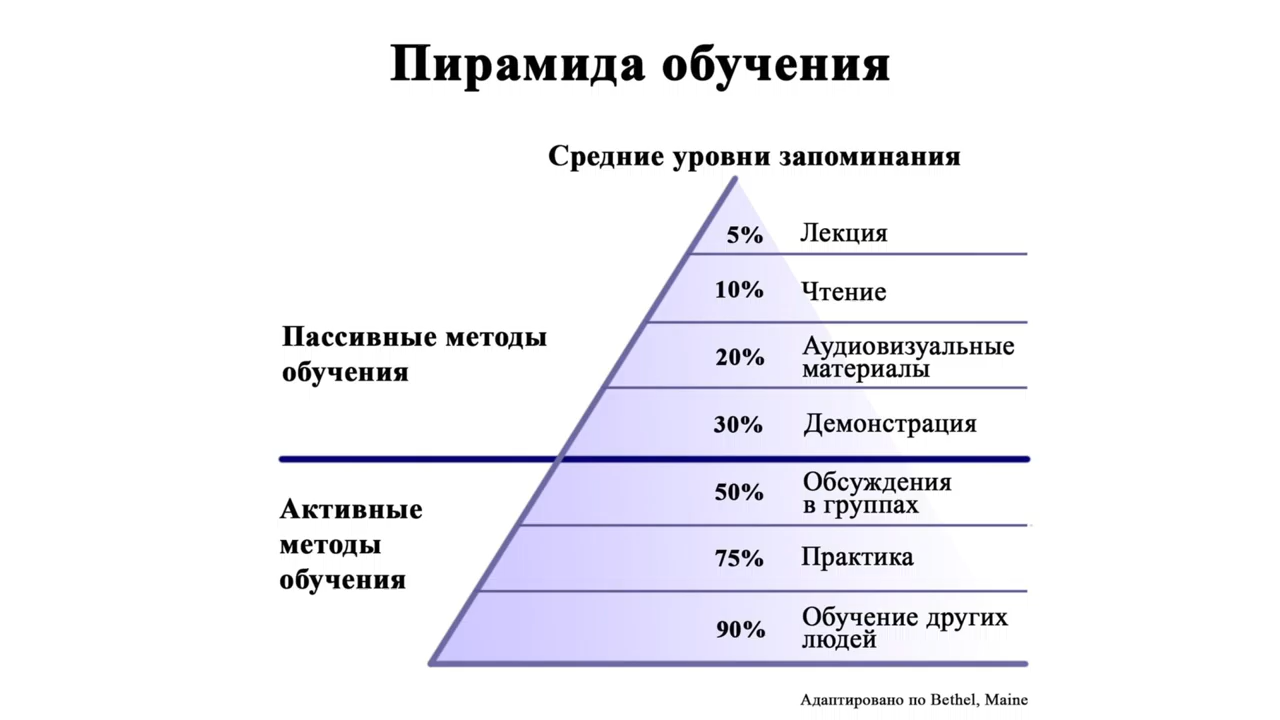 Пирамида обучения
Средние уровни запоминания
5% Лекция
10% Чтение
Пассивные методы
обучения
20% Аудиовизуальные
материалы
30% Демонстрация
Активные
методы
обучения
50% Обсуждения
в группах
75% Практика
90% Обучение других
людей
Адаптировано по Bethel, Maine